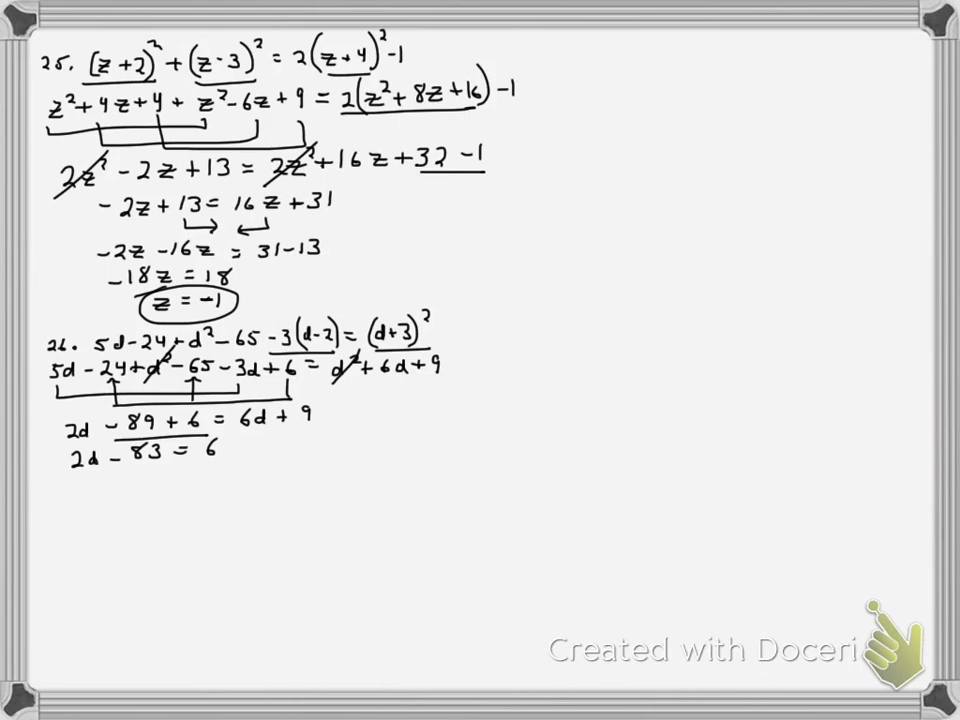 25. (z+2)² + (z-3)² = 2(z+4)² -1
z² + 4z + 4 + z² - 6z + 9 = 2(z² + 8z + 16) - 1
2z² - 2z + 13 = 2z² + 16z + 32 - 1
- 2z + 13 = 16z + 31
- 2z - 16z = 31 - 13
- 18z = 18
z = -1
26. 5d - 24 + d² - 65 - 3(d-2) = (d+3)²
5d - 24 + d² - 65 - 3d + 6 = d² + 6d + 9
2d - 89 + 6 = 6d + 9
2d - 83 = 6
Created with Doceri